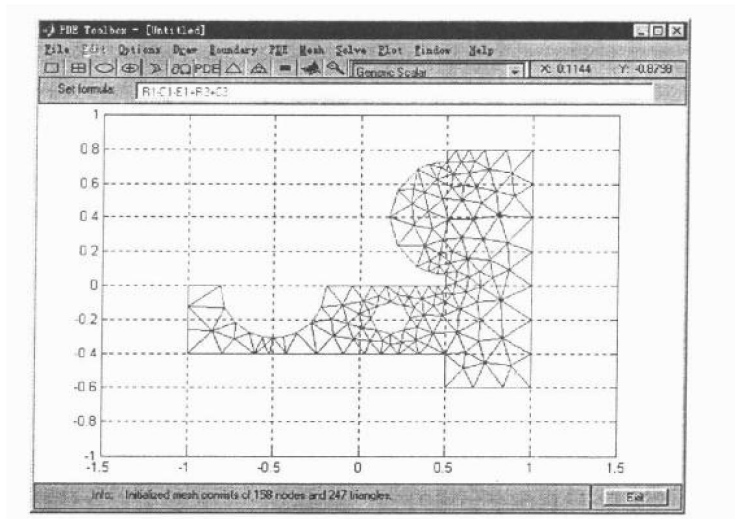 PDE Toolbox - [Untitled]
File Edit Options Draw Boundary PDE Mesh Solve Plot Window Help
PDE Generic Scalar X: 0.1144 Y: -0.8798
Set formula: R1-C1-E1+R2+C2
1
0.8
0.6
0.4
0.2
0
-0.2
-0.4
-0.6
-0.8
-1
-1.5 -1 -0.5 0 0.5 1 1.5
Info: Initialized mesh consists of 158 nodes and 247 triangles. Exit